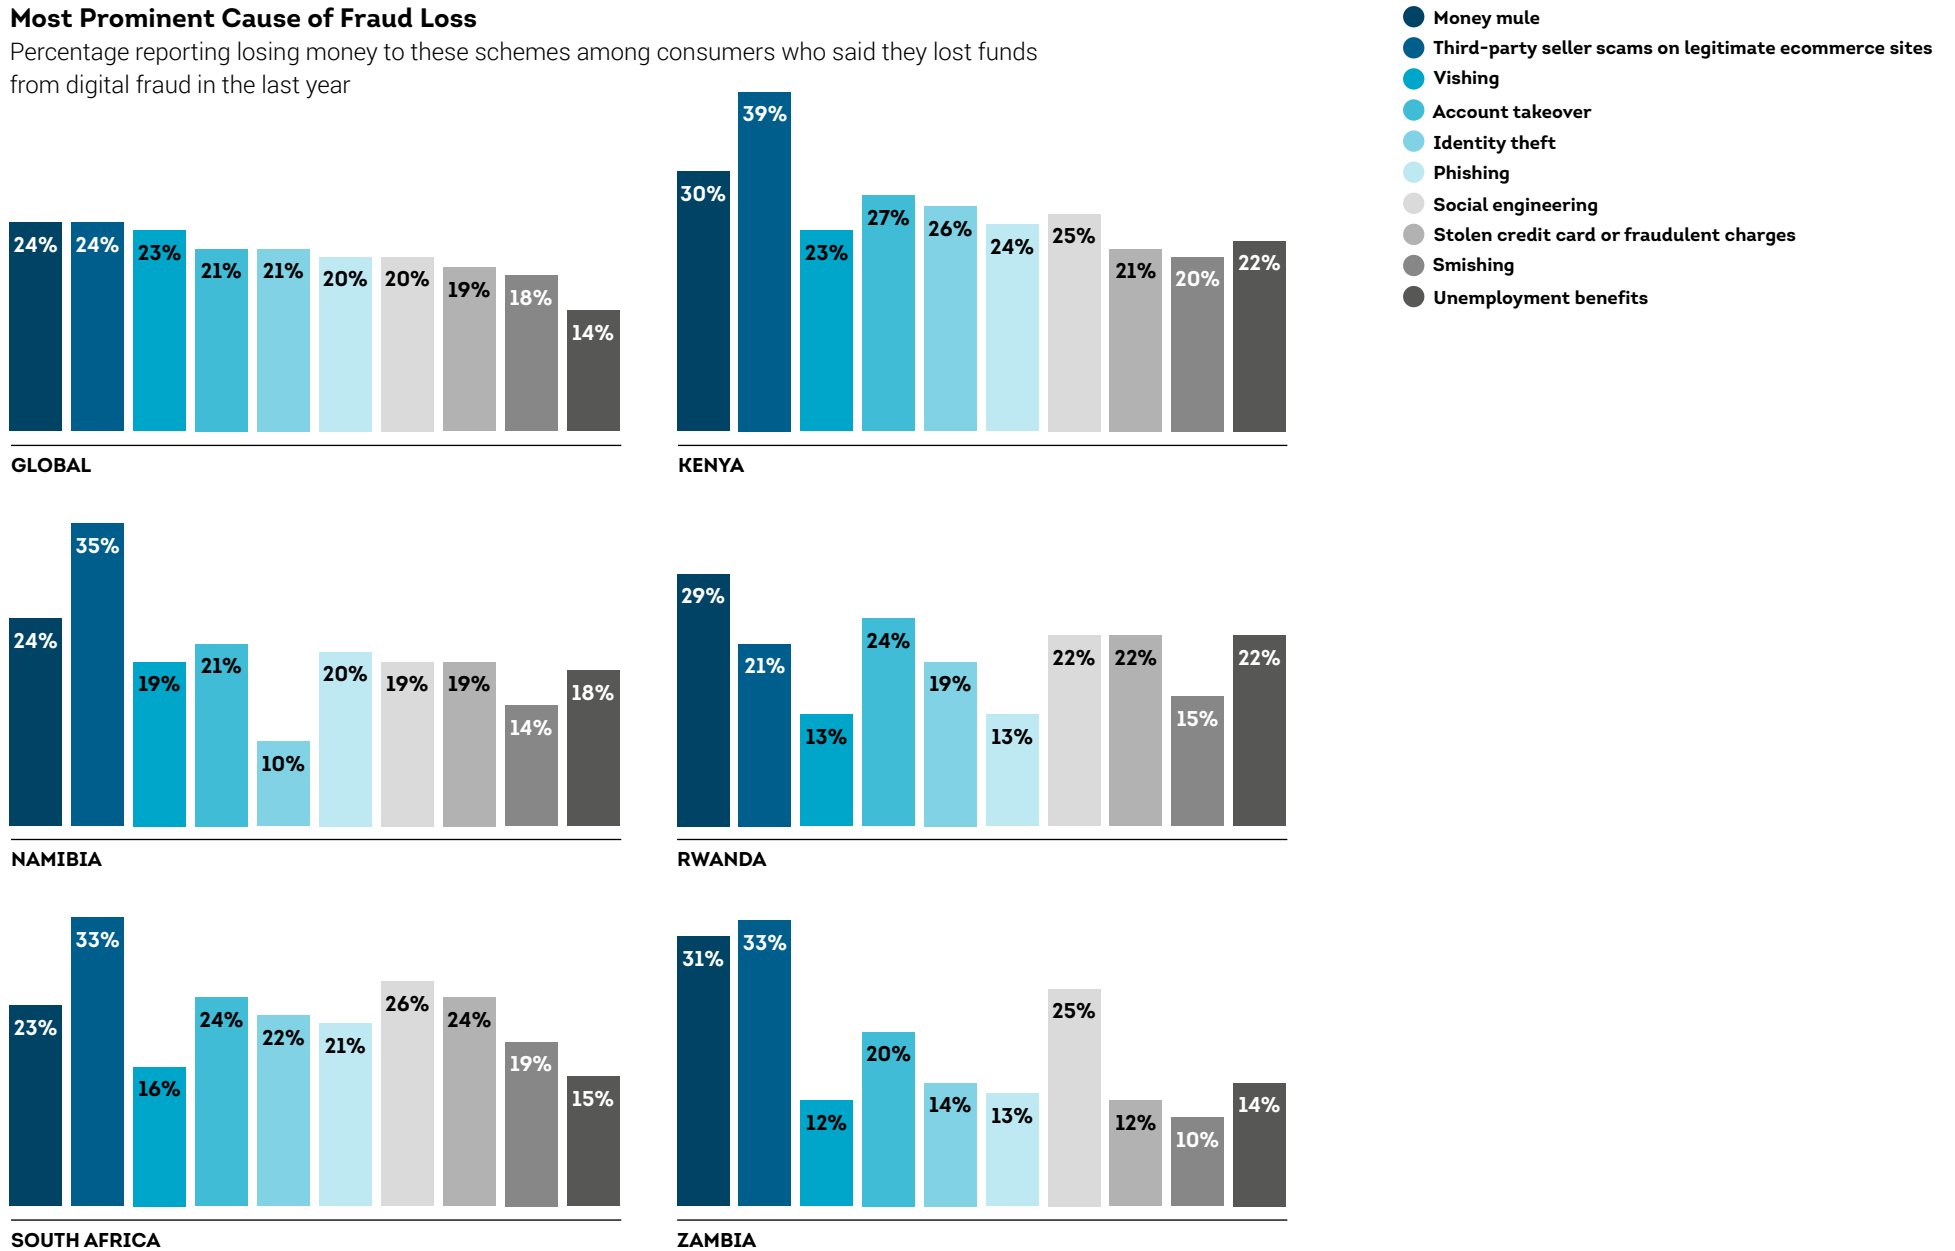 Most Prominent Cause of Fraud Loss
Percentage reporting losing money to these schemes among consumers who said they lost funds
from digital fraud in the last year
Money mule
Third-party seller scams on legitimate ecommerce sites
Vishing
Account takeover
Identity theft
Phishing
Social engineering
Stolen credit card or fraudulent charges
Smishing
Unemployment benefits
24% 24% 23% 21% 21% 20% 20% 19% 18% 14%
GLOBAL
30% 39% 23% 27% 26% 24% 25% 21% 20% 22%
KENYA
24% 35% 19% 21% 10% 20% 19% 19% 14% 18%
NAMIBIA
29% 21% 13% 24% 19% 13% 22% 22% 15% 22%
RWANDA
23% 33% 16% 24% 22% 21% 26% 24% 19% 15%
SOUTH AFRICA
31% 33% 12% 20% 14% 13% 25% 12% 10% 14%
ZAMBIA